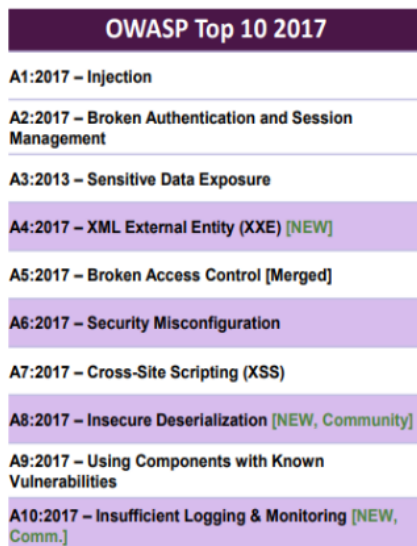 OWASP Top 10 2017
A1:2017 – Injection
A2:2017 – Broken Authentication and Session
Management
A3:2013 – Sensitive Data Exposure
A4:2017 – XML External Entity (XXE) [NEW]
A5:2017 – Broken Access Control [Merged]
A6:2017 – Security Misconfiguration
A7:2017 – Cross-Site Scripting (XSS)
A8:2017 – Insecure Deserialization [NEW, Community]
A9:2017 – Using Components with Known
Vulnerabilities
A10:2017 – Insufficient Logging & Monitoring [NEW,
Comm.]